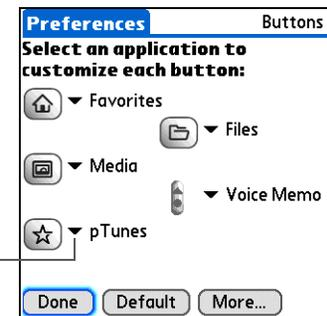 Preferences
Buttons
Select an application to
customize each button:
Favorites
Files
Media
Voice Memo
pTunes
Done
Default
More...